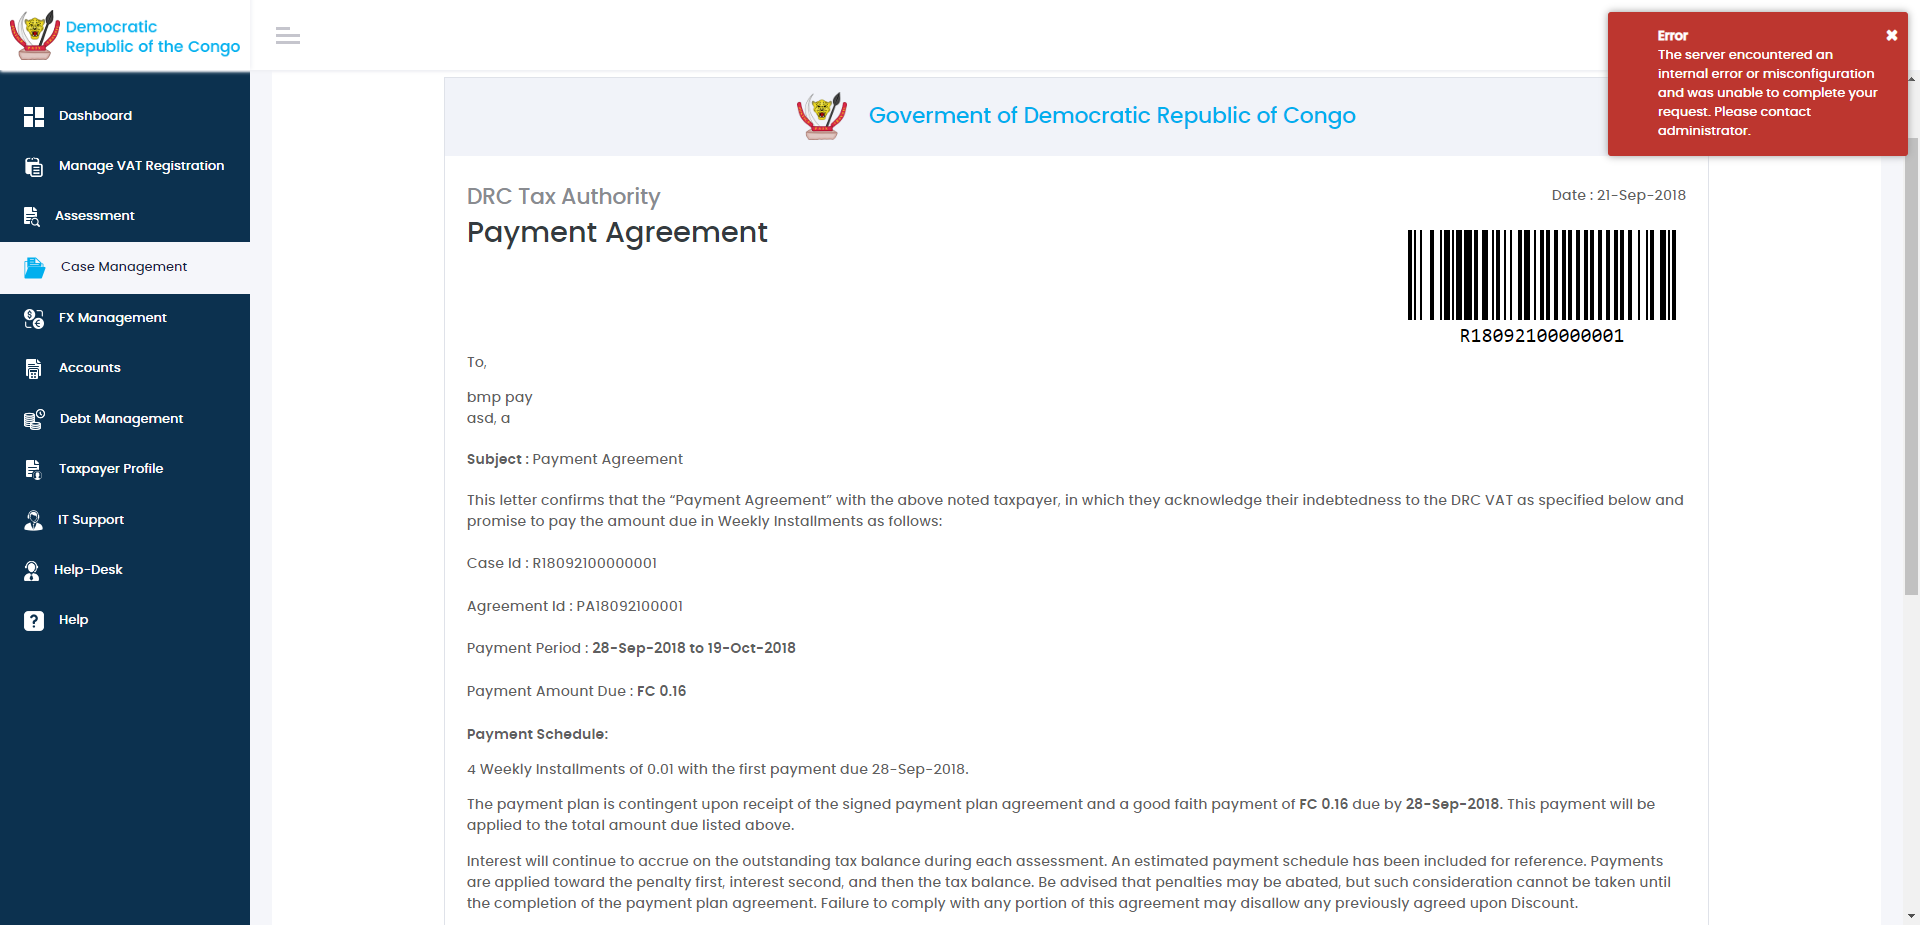 Democratic
Republic of the Congo
Error
The server encountered an
internal error or misconfiguration
and was unable to complete your
request. Please contact
administrator.
Dashboard
Manage VAT Registration
Assessment
Case Management
FX Management
Accounts
Debt Management
Taxpayer Profile
IT Support
Help-Desk
Help
Goverment of Democratic Republic of Congo
DRC Tax Authority
Date : 21-Sep-2018
Payment Agreement
R18092100000001
To,
bmp pay
asd, a
Subject : Payment Agreement
This letter confirms that the “Payment Agreement” with the above noted taxpayer, in which they acknowledge their indebtedness to the DRC VAT as specified below and
promise to pay the amount due in Weekly Installments as follows:
Case Id : R18092100000001
Agreement Id : PA18092100001
Payment Period : 28-Sep-2018 to 19-Oct-2018
Payment Amount Due : FC 0.16
Payment Schedule:
4 Weekly Installments of 0.01 with the first payment due 28-Sep-2018.
The payment plan is contingent upon receipt of the signed payment plan agreement and a good faith payment of FC 0.16 due by 28-Sep-2018. This payment will be
applied to the total amount due listed above.
Interest will continue to accrue on the outstanding tax balance during each assessment. An estimated payment schedule has been included for reference. Payments
are applied toward the penalty first, interest second, and then the tax balance. Be advised that penalties may be abated, but such consideration cannot be taken until
the completion of the payment plan agreement. Failure to comply with any portion of this agreement may disallow any previously agreed upon Discount.